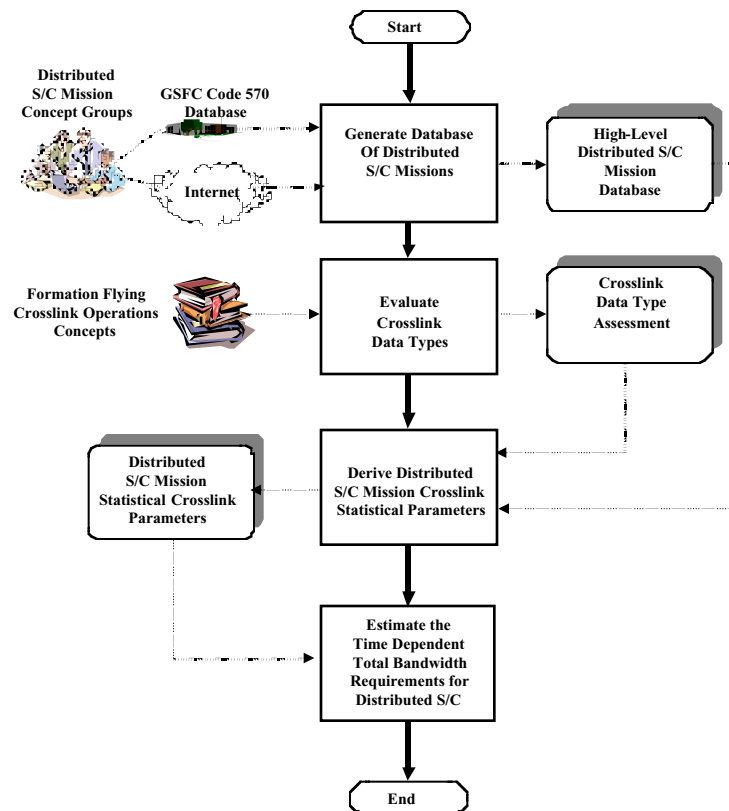 Start
Distributed
S/C Mission
Concept Groups
GSFC Code 570
Database
Internet
Generate Database
Of Distributed
S/C Missions
High-Level
Distributed S/C
Mission
Database
Formation Flying
Crosslink Operations
Concepts
Evaluate
Crosslink
Data Types
Crosslink
Data Type
Assessment
Distributed
S/C Mission
Statistical Crosslink
Parameters
Derive Distributed
S/C Mission Crosslink
Statistical Parameters
Estimate the
Time Dependent
Total Bandwidth
Requirements for
Distributed S/C
End